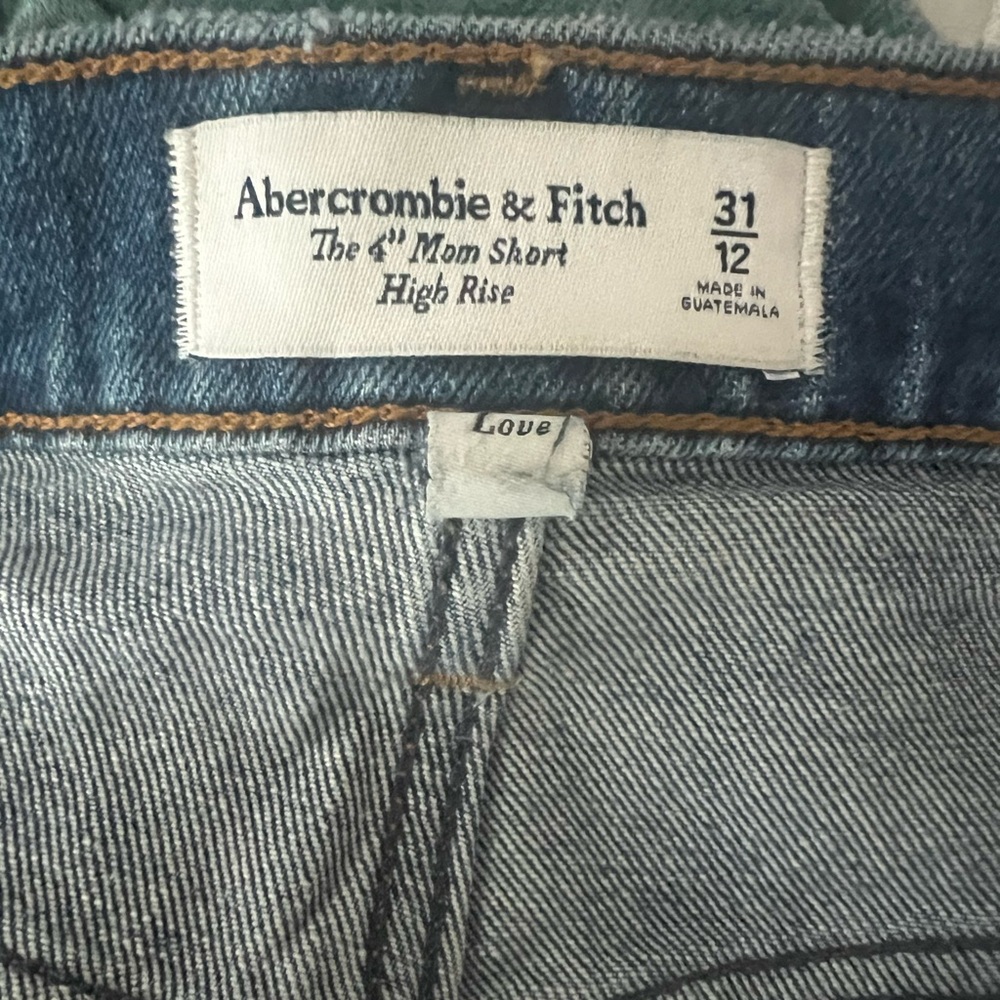 Abercrombie & Fitch
The 4" Mom Short
High Rise
31
12
MADE IN
GUATEMALA
Love